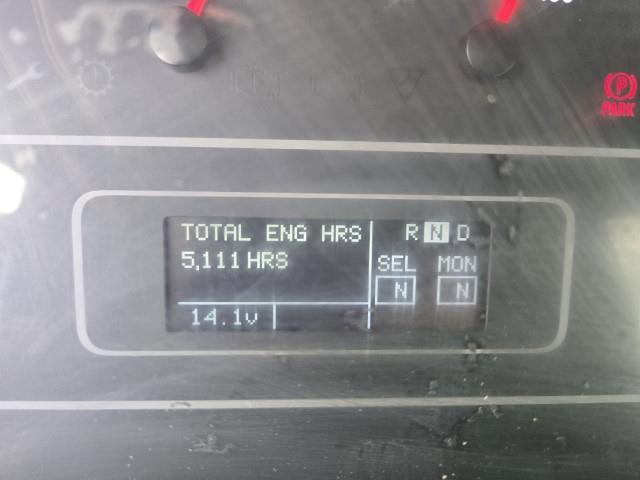 P
PARK
TOTAL ENG HRS
R N D
5,111 HRS
SEL MON
N N
14.1v